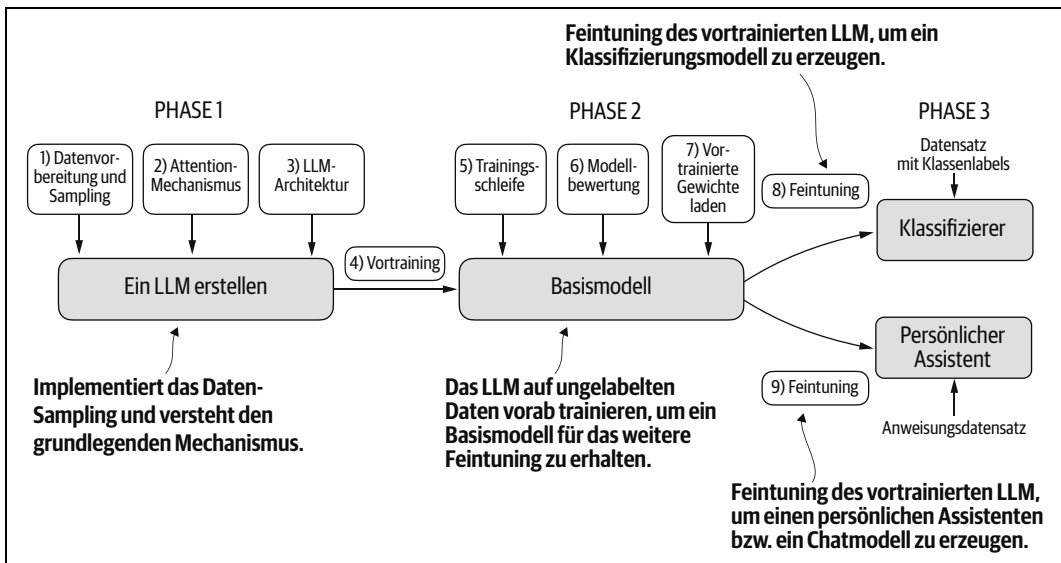 Feintuning des vortrainierten LLM, um ein
Klassifizierungsmodell zu erzeugen.
PHASE 1
PHASE 2
PHASE 3
1) Datenvor-
bereitung und
Sampling
2) Attention-
Mechanismus
3) LLM-
Architektur
5) Trainings-
schleife
6) Modell-
bewertung
7) Vor-
trainierte
Gewichte
laden
8) Feintuning
Datensatz
mit Klassenlabels
Ein LLM erstellen
4) Vortraining
Basismodell
Klassifizierer
Persönlicher
Assistent
Implementiert das Daten-
Sampling und versteht den
grundlegenden Mechanismus.
Das LLM auf ungelabelten
Daten vorab trainieren, um ein
Basismodell für das weitere
Feintuning zu erhalten.
9) Feintuning
Anweisungsdatensatz
Feintuning des vortrainierten LLM,
um einen persönlichen Assistenten
bzw. ein Chatmodell zu erzeugen.